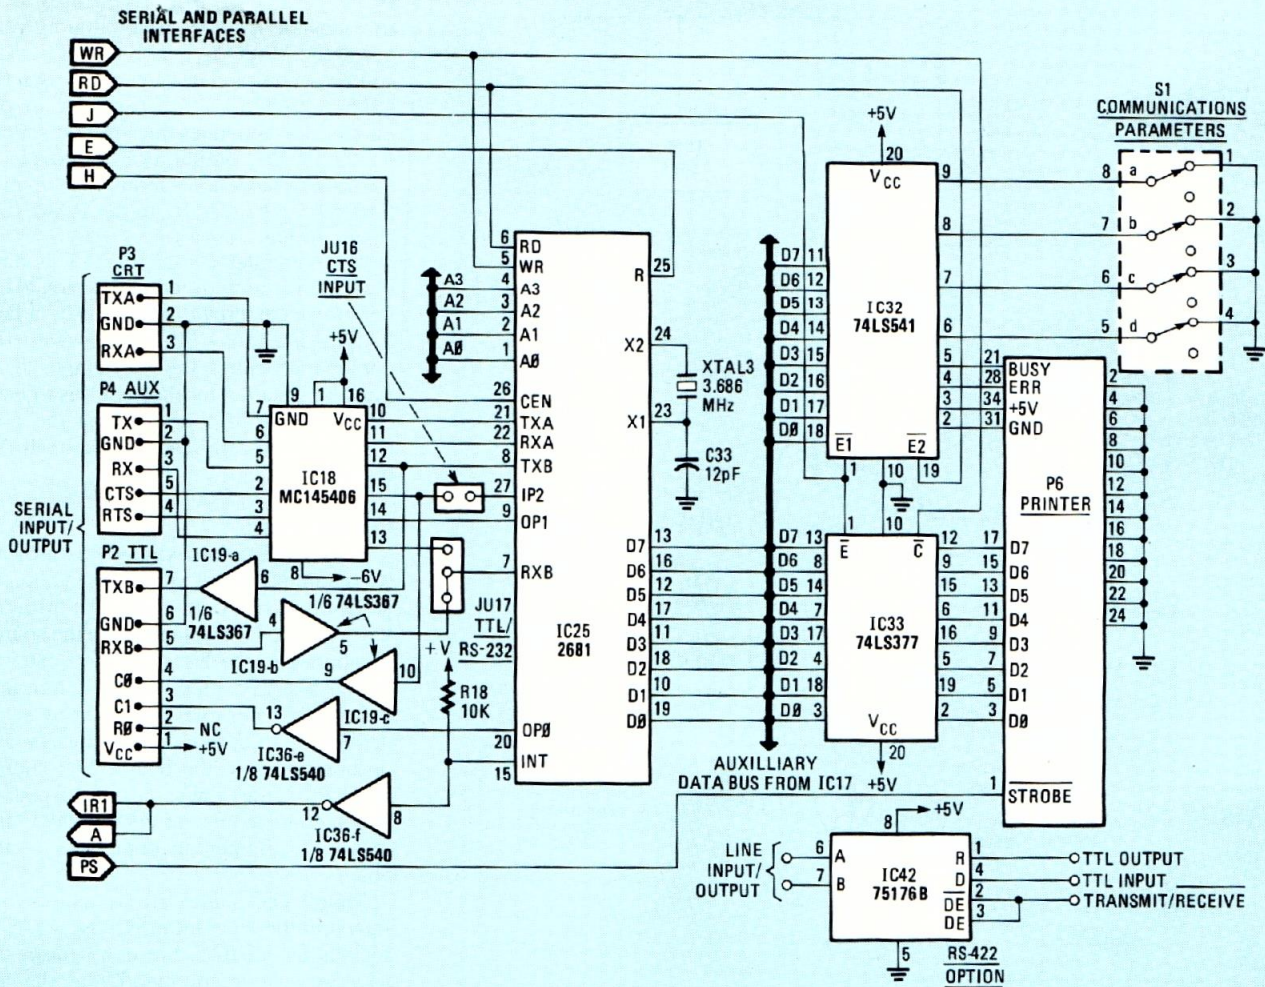 SERIAL AND PARALLEL
INTERFACES
WR
RD
J
E
H
P3
CRT
TXA 1
GND 2
RXA 3
P4 AUX
TX 1
GND 2
RX 3
CTS 5
RTS 4
SERIAL
INPUT/
OUTPUT
P2 TTL
TXB 7
GND 6
RXB 5
CØ 4
C1 3
RØ 2 NC
VCC 1 +5V
IR1
A
PS
+5V
9 1 16
7 GND VCC 10
6 11
5 12
IC18
MC145406
2 15
3 14
4 13
8 −6V
IC19-a
6
1/6
74LS367
1/6 74LS367
4 5
IC19-b
9 10
IC19-c
13 7
IC36-e
1/8 74LS540
12 8
IC36-f
1/8 74LS540
JU16
CTS
INPUT
JU17
TTL/
RS-232
+V
R18
10K
A3
A2
A1
AØ
6 RD
5 WR
4 A3
3 A2
2 A1
1 AØ
26 CEN
21 TXA
22 RXA
8 TXB
27 IP2
9 OP1
7 RXB
20 OPØ
15 INT
IC25
2681
R 25
X2 24
X1 23
D7 13
D6 16
D5 12
D4 17
D3 11
D2 18
D1 10
DØ 19
XTAL3
3.686
MHz
C33
12pF
+5V
20
VCC
D7 11
D6 12
D5 13
D4 14
D3 15
D2 16
D1 17
DØ 18
IC32
74LS541
9
8
7
6
5
4
3
2
E1 E2
1 10 19
1 10
E C
D7 13
D6 8
D5 14
D4 7
D3 17
D2 4
D1 18
DØ 3
IC33
74LS377
12
9
15
6
16
5
19
2
VCC
20
+5V
AUXILLIARY
DATA BUS FROM IC17
S1
COMMUNICATIONS
PARAMETERS
8 a 1
7 b 2
6 c 3
5 d 4
21 BUSY
28 ERR
34 +5V
31 GND
P6
PRINTER
17 D7
15 D6
13 D5
11 D4
9 D3
7 D2
5 D1
3 DØ
1 STROBE
2
4
6
8
10
12
14
16
18
20
22
24
LINE
INPUT/
OUTPUT
6 A
7 B
8 +5V
IC42
75176B
R 1 TTL OUTPUT
D 4 TTL INPUT
DE 2 TRANSMIT/RECEIVE
DE 3
5
RS-422
OPTION